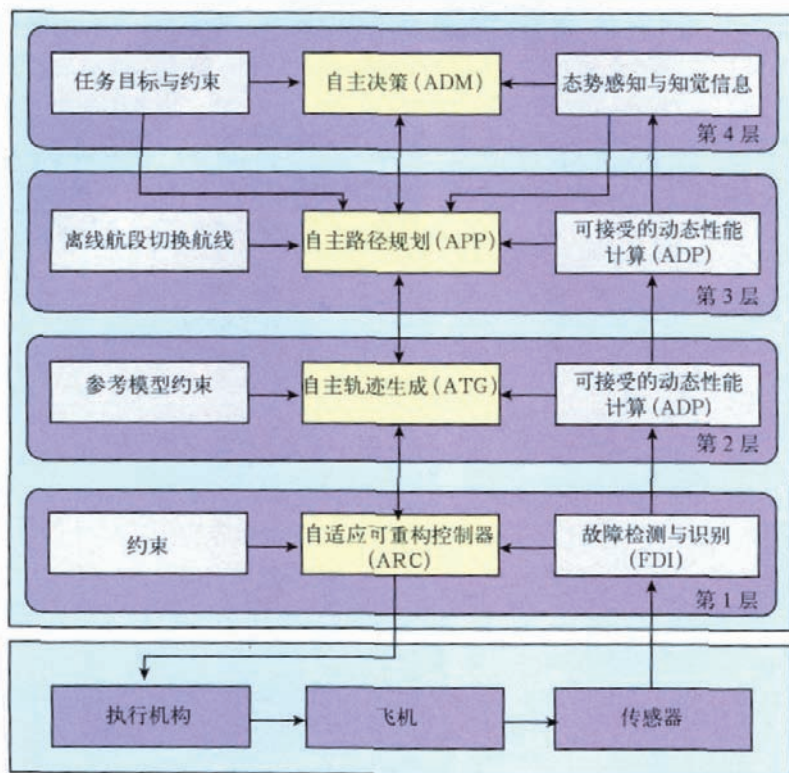 任务目标与约束
自主决策(ADM)
态势感知与知觉信息
第4层
离线航段切换航线
自主路径规划(APP)
可接受的动态性能
计算(ADP)
第3层
参考模型约束
自主轨迹生成(ATG)
可接受的动态性能
计算(ADP)
第2层
约束
自适应可重构控制器
(ARC)
故障检测与识别
(FDI)
第1层
执行机构
飞机
传感器